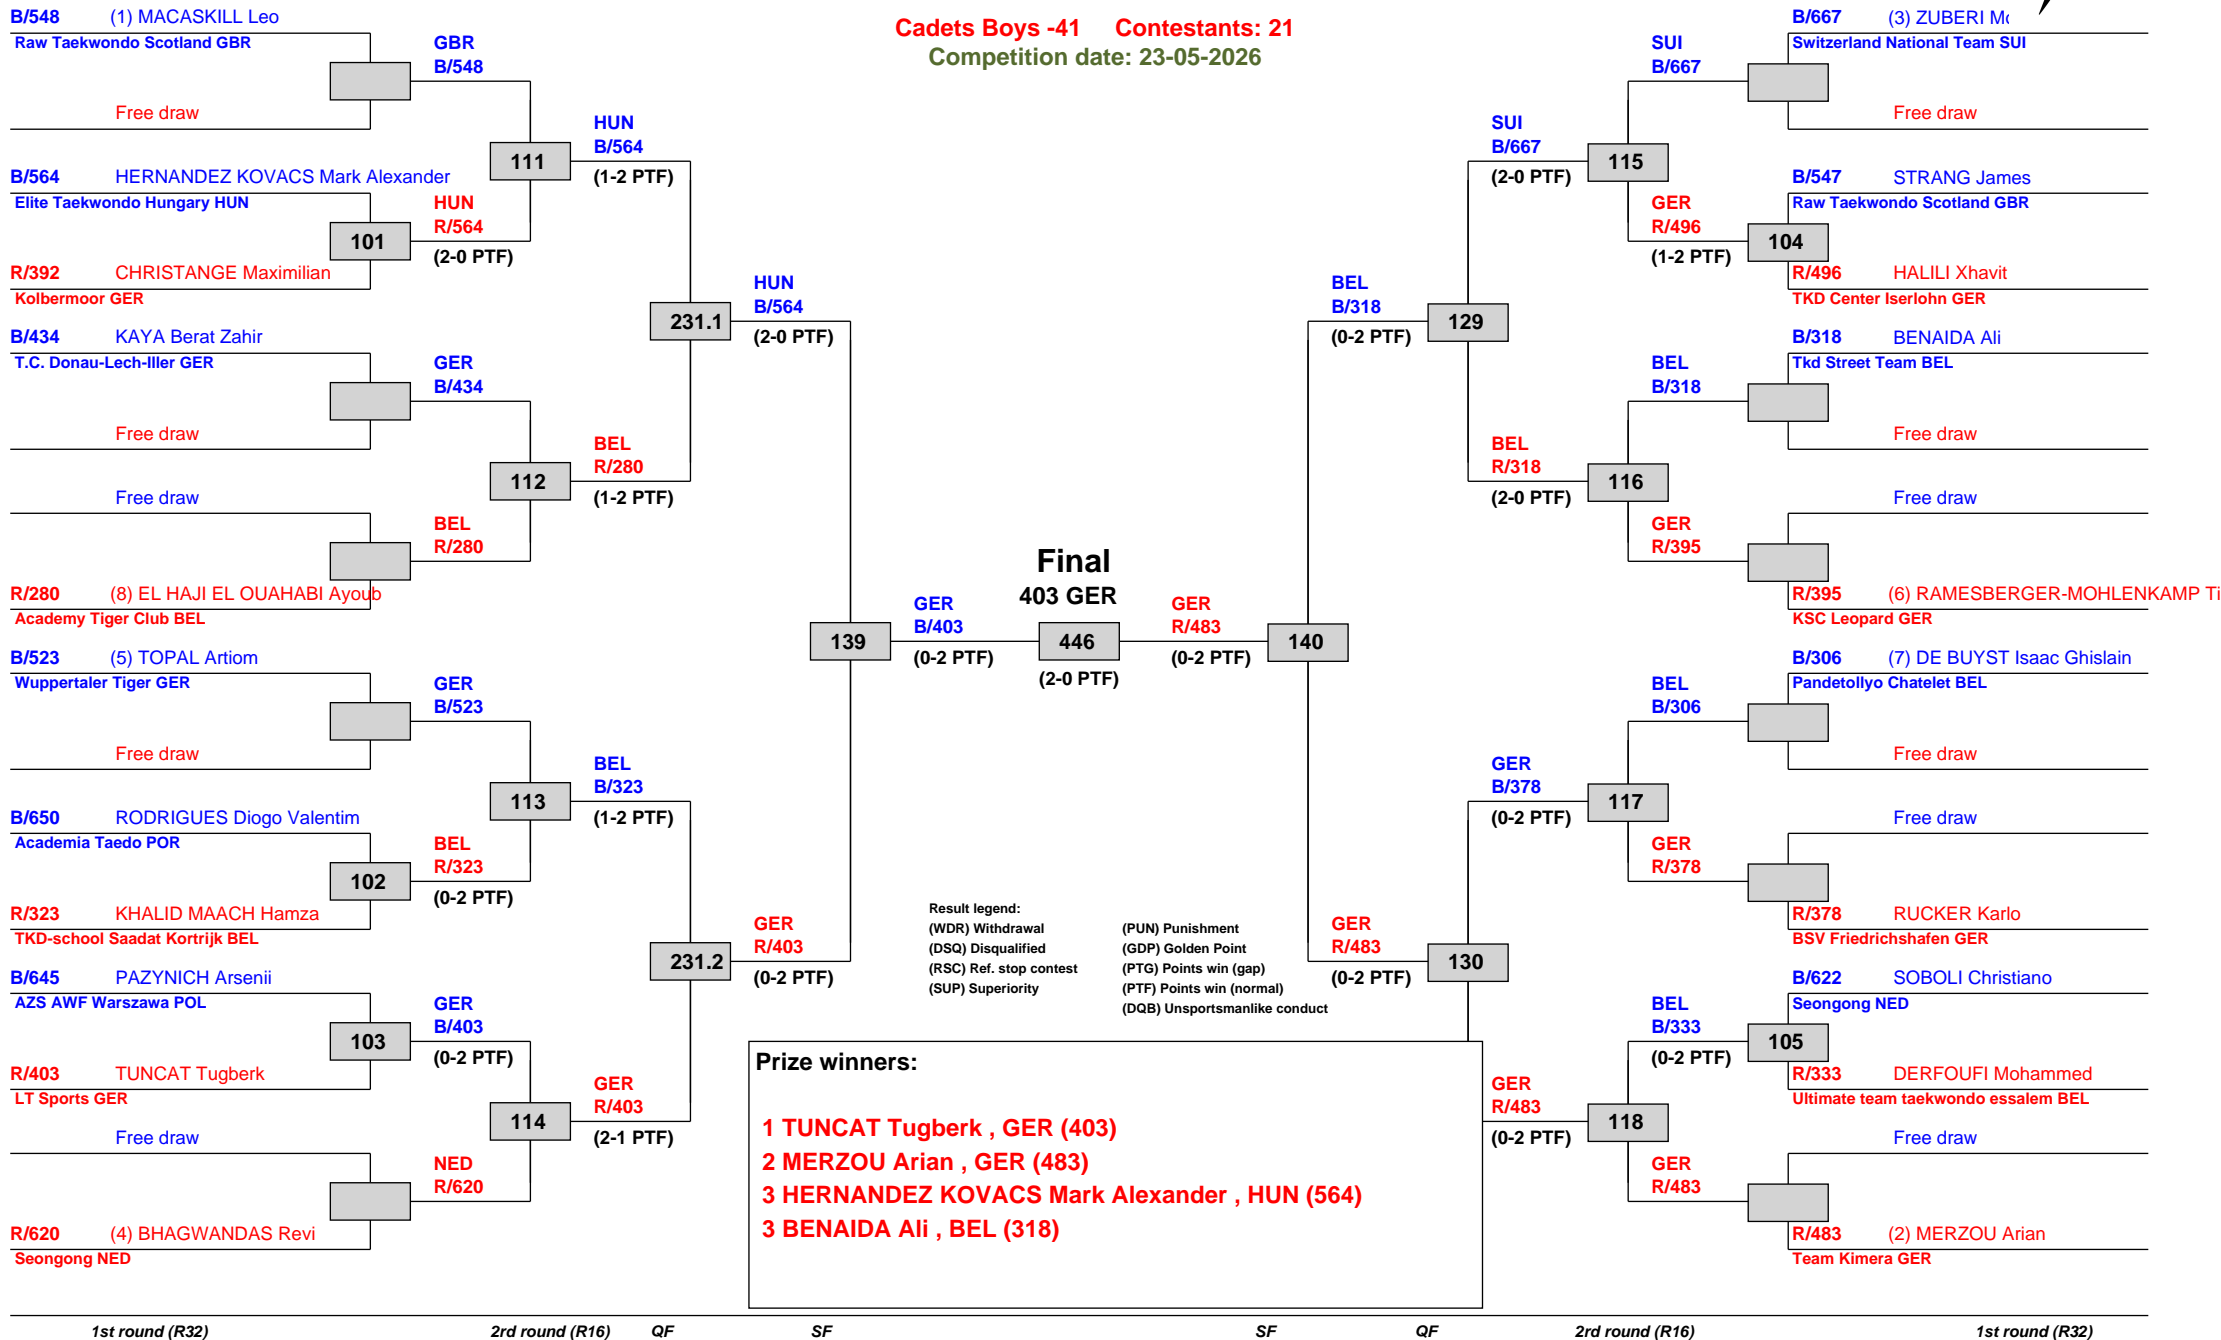 Cadets Boys -41 Contestants: 21
Competition date: 23-05-2026
B/548 (1) MACASKILL Leo
Raw Taekwondo Scotland GBR
Free draw
B/564 HERNANDEZ KOVACS Mark Alexander
Elite Taekwondo Hungary HUN
101
R/392 CHRISTANGE Maximilian
Kolbermoor GER
B/434 KAYA Berat Zahir
T.C. Donau-Lech-Iller GER
Free draw
Free draw
R/280 (8) EL HAJI EL OUAHABI Ayoub
Academy Tiger Club BEL
B/523 (5) TOPAL Artiom
Wuppertaler Tiger GER
Free draw
B/650 RODRIGUES Diogo Valentim
Academia Taedo POR
102
R/323 KHALID MAACH Hamza
TKD-school Saadat Kortrijk BEL
B/645 PAZYNICH Arsenii
AZS AWF Warszawa POL
103
R/403 TUNCAT Tugberk
LT Sports GER
Free draw
R/620 (4) BHAGWANDAS Revi
Seongong NED
GBR
B/548
111
HUN
R/564
(2-0 PTF)
GER
B/434
112
BEL
R/280
GER
B/523
113
BEL
R/323
(0-2 PTF)
GER
B/403
(0-2 PTF)
114
NED
R/620
HUN
B/564
(1-2 PTF)
231.1
BEL
R/280
(1-2 PTF)
BEL
B/323
(1-2 PTF)
231.2
GER
R/403
(2-1 PTF)
HUN
B/564
(2-0 PTF)
139
GER
R/403
(0-2 PTF)
GER
B/403
(0-2 PTF)
Final
403 GER
446
(2-0 PTF)
GER
R/483
(0-2 PTF)
BEL
B/318
(0-2 PTF)
140
GER
R/483
(0-2 PTF)
SUI
B/667
(2-0 PTF)
129
BEL
R/318
(2-0 PTF)
GER
B/378
(0-2 PTF)
130
GER
R/483
(0-2 PTF)
SUI
B/667
115
GER
R/496
(1-2 PTF)
BEL
B/318
116
GER
R/395
BEL
B/306
117
GER
R/378
BEL
B/333
(0-2 PTF)
118
GER
R/483
B/667 (3) ZUBERI
Switzerland National Team SUI
Free draw
B/547 STRANG James
Raw Taekwondo Scotland GBR
104
R/496 HALILI Xhavit
TKD Center Iserlohn GER
B/318 BENAIDA Ali
Tkd Street Team BEL
Free draw
Free draw
R/395 (6) RAMESBERGER-MOHLENKAMP Ti
KSC Leopard GER
B/306 (7) DE BUYST Isaac Ghislain
Pandetollyo Chatelet BEL
Free draw
Free draw
R/378 RUCKER Karlo
BSV Friedrichshafen GER
B/622 SOBOLI Christiano
Seongong NED
105
R/333 DERFOUFI Mohammed
Ultimate team taekwondo essalem BEL
Free draw
R/483 (2) MERZOU Arian
Team Kimera GER
Result legend:
(WDR) Withdrawal (PUN) Punishment
(DSQ) Disqualified (GDP) Golden Point
(RSC) Ref. stop contest (PTG) Points win (gap)
(SUP) Superiority (PTF) Points win (normal)
(DQB) Unsportsmanlike conduct
Prize winners:
1 TUNCAT Tugberk , GER (403)
2 MERZOU Arian , GER (483)
3 HERNANDEZ KOVACS Mark Alexander , HUN (564)
3 BENAIDA Ali , BEL (318)
1st round (R32) 2rd round (R16) QF SF SF QF 2rd round (R16) 1st round (R32)